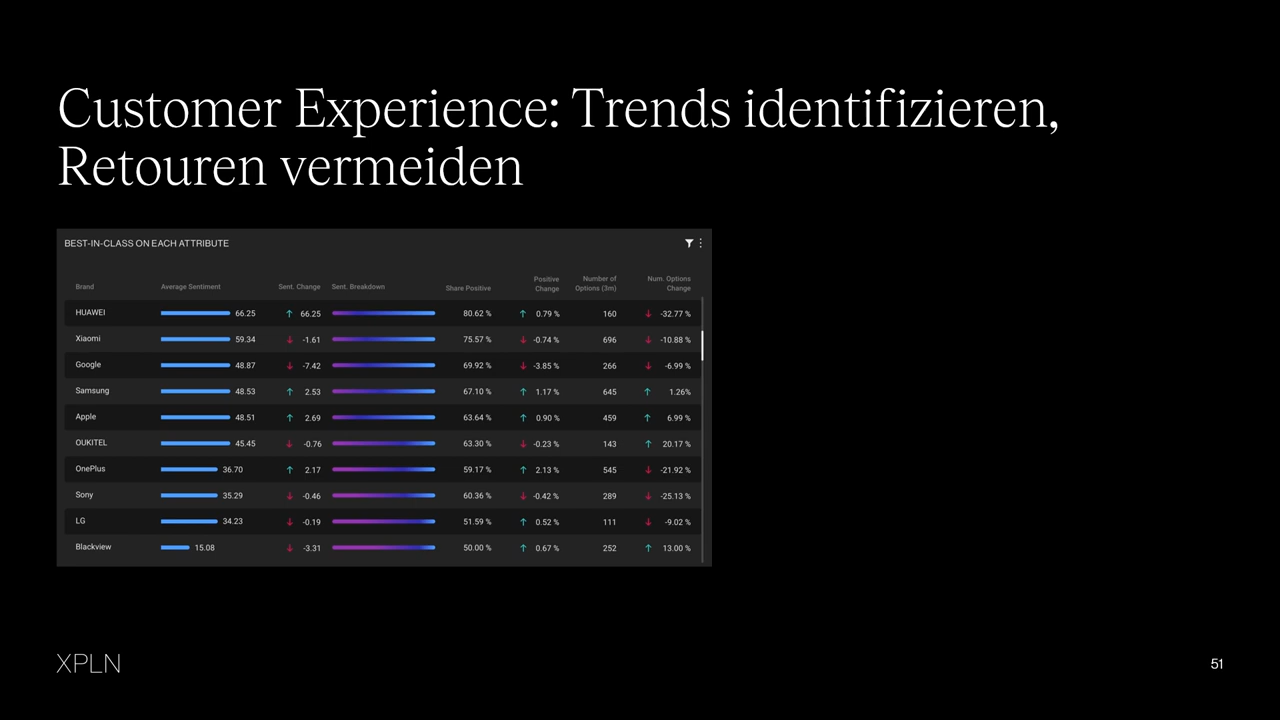 Customer Experience: Trends identifizieren,
Retouren vermeiden
BEST-IN-CLASS ON EACH ATTRIBUTE
Brand Average Sentiment Sent. Change Sent. Breakdown Share Positive Positive Change Number of Options (3m) Num. Options Change
HUAWEI 66.25 ↑ 66.25 80.62 % ↑ 0.79 % 160 ↓ -32.77 %
Xiaomi 59.34 ↓ -1.61 75.57 % ↓ -0.74 % 696 ↓ -10.88 %
Google 48.87 ↓ -7.42 69.92 % ↓ -3.85 % 266 ↓ -6.99 %
Samsung 48.53 ↑ 2.53 67.10 % ↑ 1.17 % 645 ↑ 1.26%
Apple 48.51 ↑ 2.69 63.64 % ↑ 0.90 % 459 ↑ 6.99 %
OUKITEL 45.45 ↓ -0.76 63.30 % ↓ -0.23 % 143 ↑ 20.17 %
OnePlus 36.70 ↑ 2.17 59.17 % ↑ 2.13 % 545 ↓ -21.92 %
Sony 35.29 ↓ -0.46 60.36 % ↓ -0.42 % 289 ↓ -25.13 %
LG 34.23 ↓ -0.19 51.59 % ↑ 0.52 % 111 ↓ -9.02 %
Blackview 15.08 ↓ -3.31 50.00 % ↑ 0.67 % 252 ↑ 13.00 %
XPLN
51